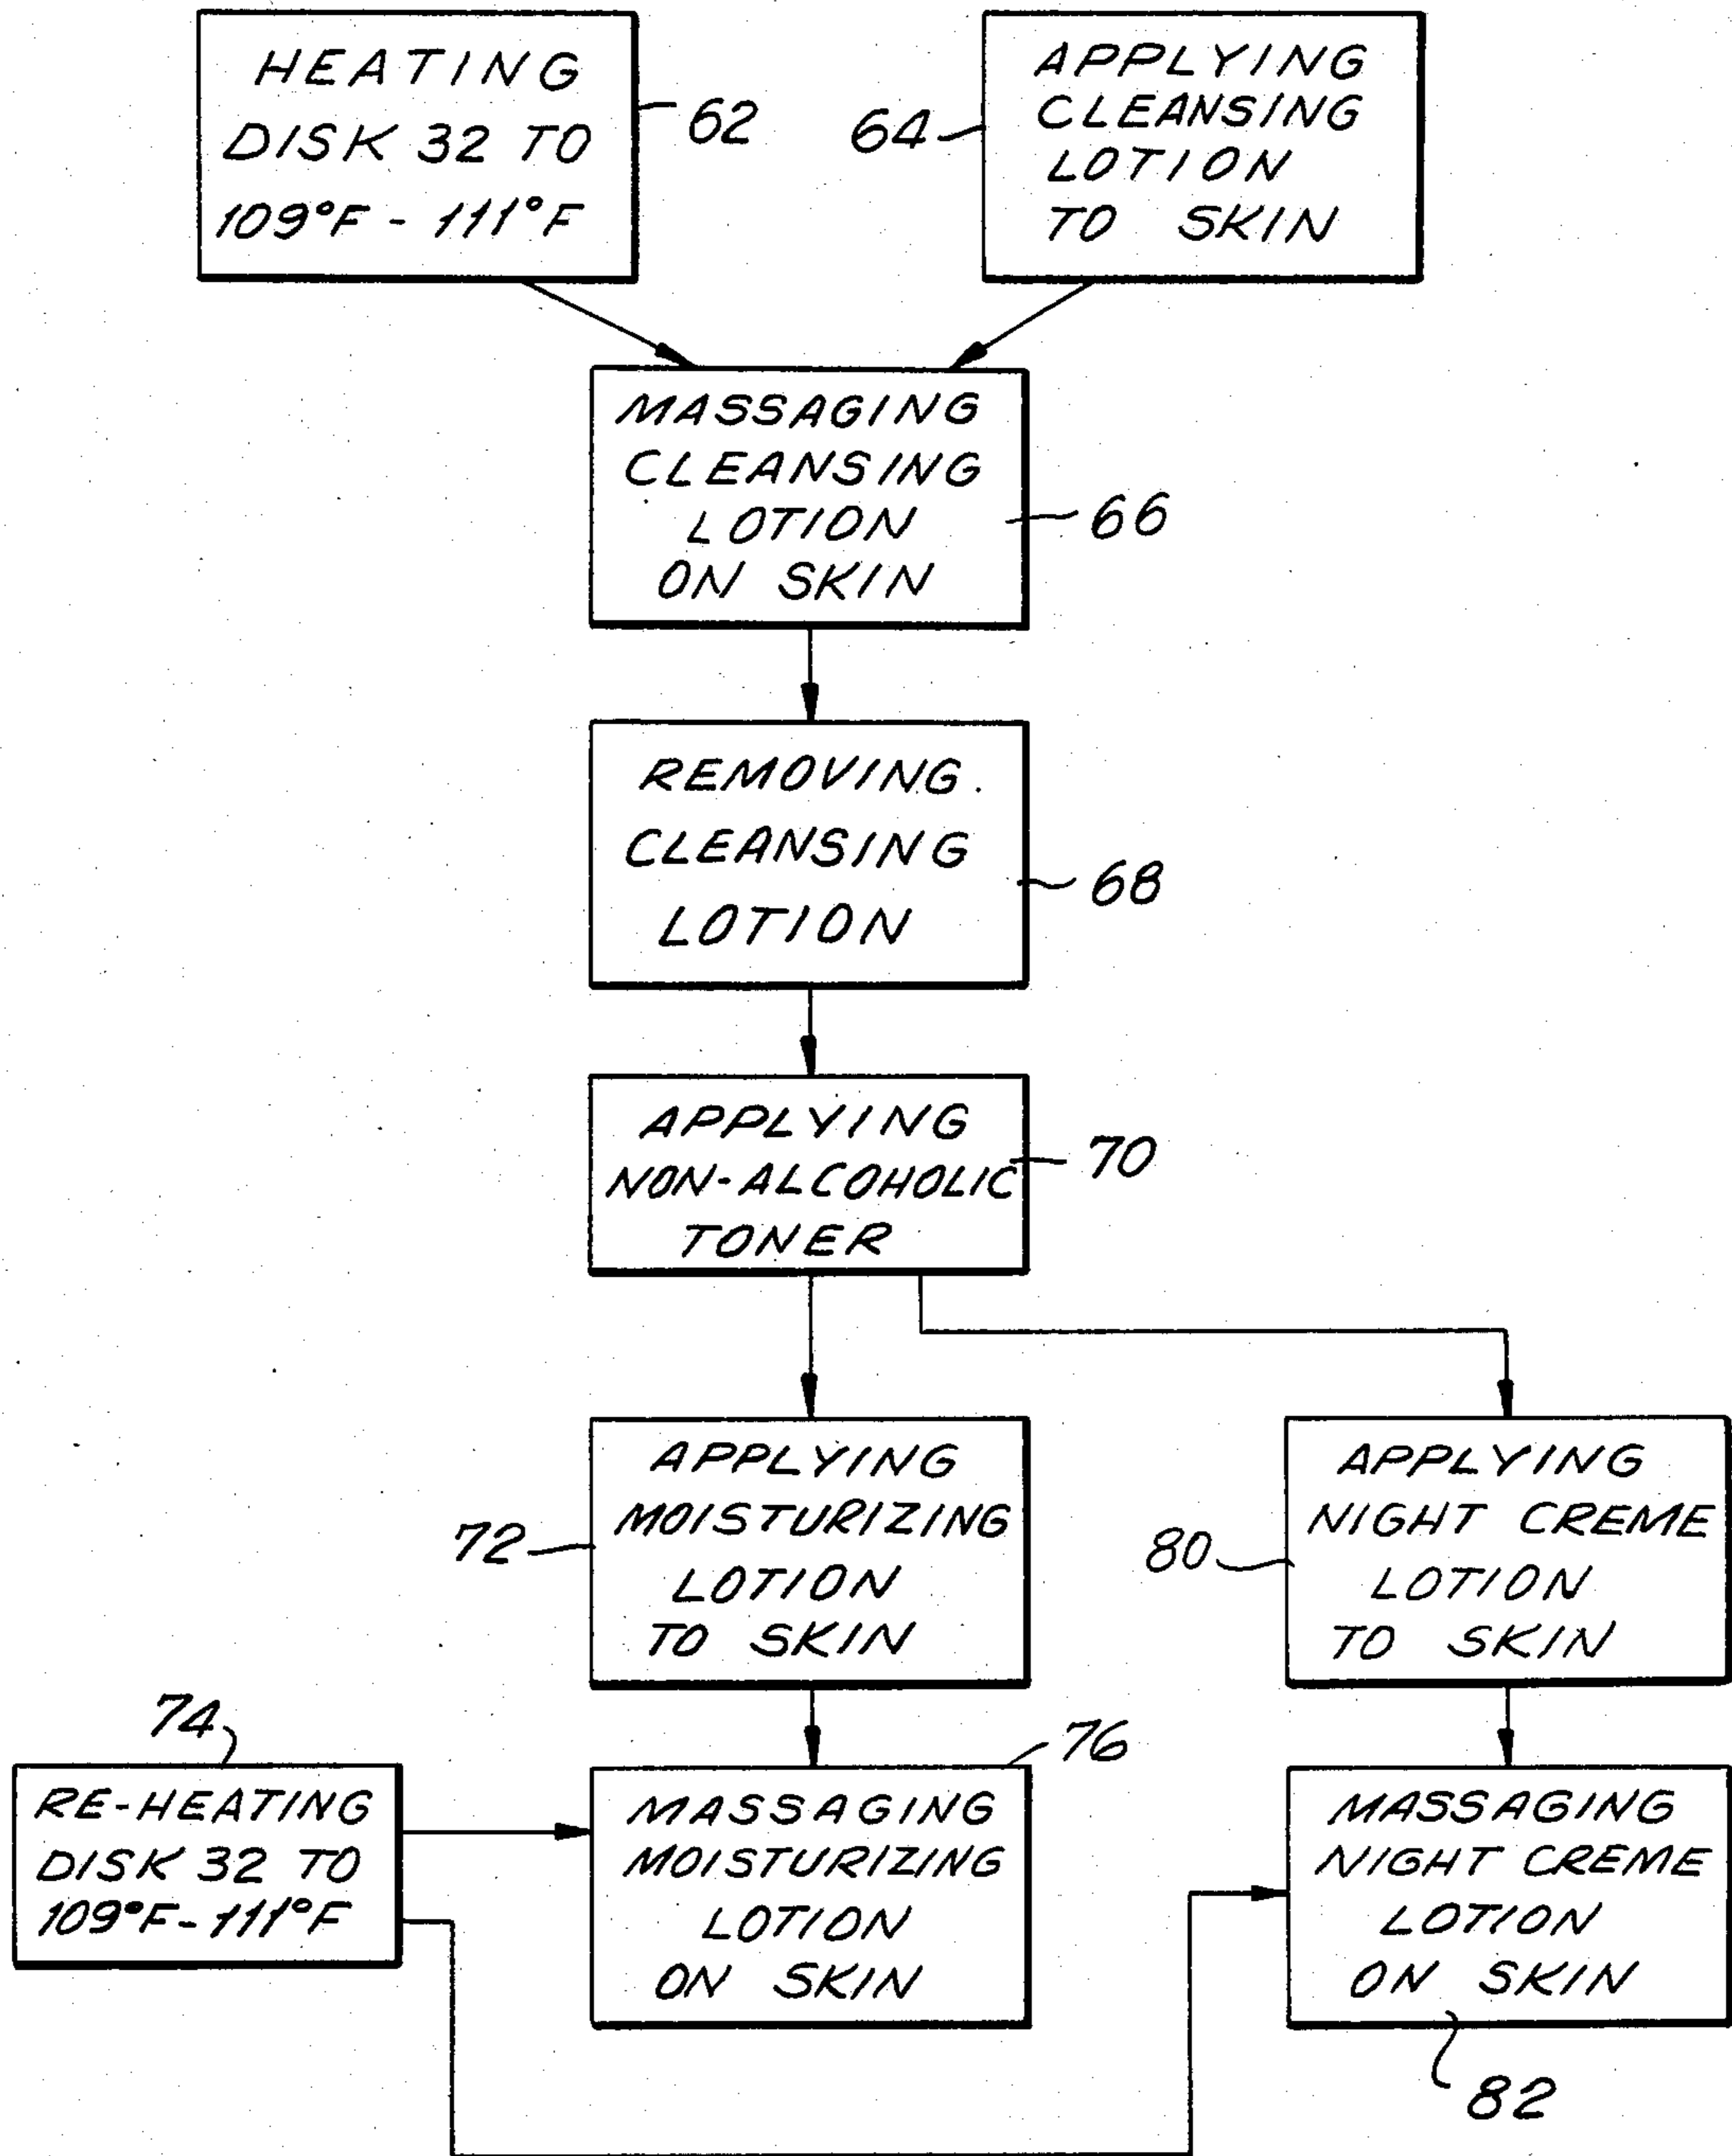 HEATING
DISK 32 TO
109°F - 111°F
62
64
APPLYING
CLEANSING
LOTION
TO SKIN
MASSAGING
CLEANSING
LOTION
ON SKIN
66
REMOVING
CLEANSING
LOTION
68
APPLYING
NON-ALCOHOLIC
TONER
70
72
APPLYING
MOISTURIZING
LOTION
TO SKIN
80
APPLYING
NIGHT CREME
LOTION
TO SKIN
74
RE-HEATING
DISK 32 TO
109°F-111°F
76
MASSAGING
MOISTURIZING
LOTION
ON SKIN
MASSAGING
NIGHT CREME
LOTION
ON SKIN
82